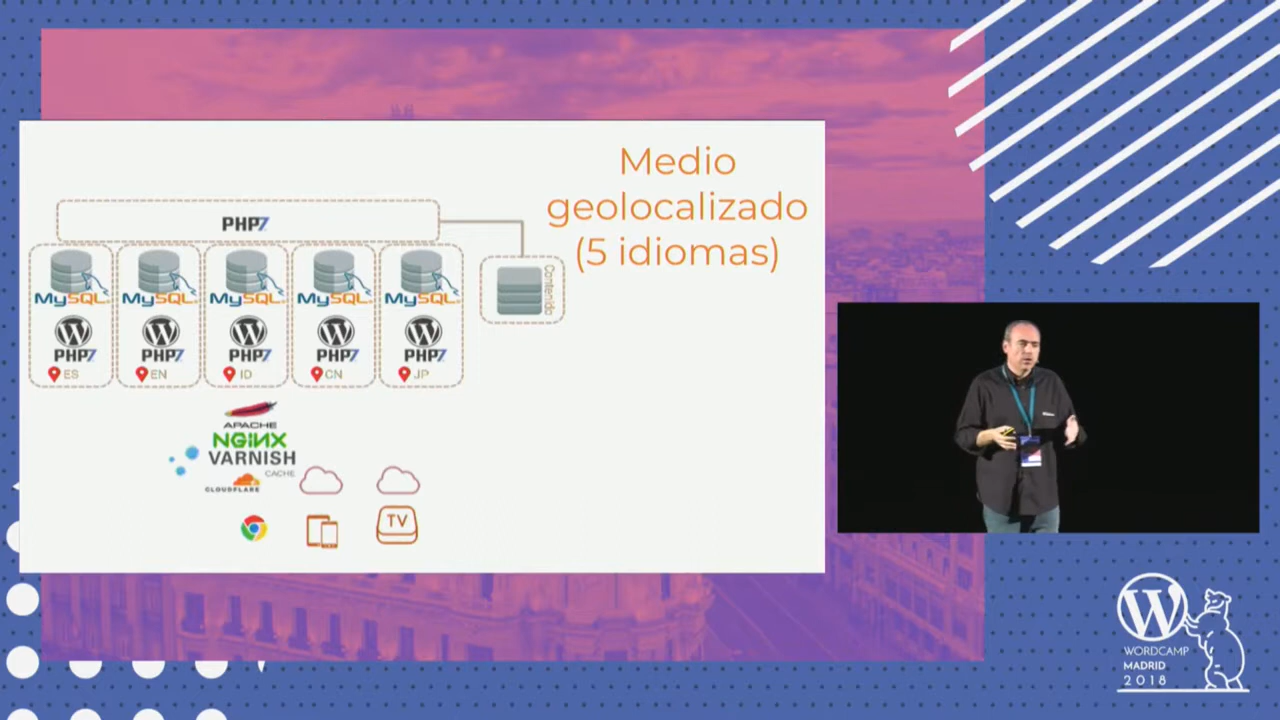 Medio
geolocalizado
(5 idiomas)
PHP7
Contenido
MySQL MySQL MySQL MySQL MySQL
PHP7 PHP7 PHP7 PHP7 PHP7
ES EN ID CN JP
APACHE
NGINX
VARNISH
CACHE
CLOUDFLARE
TV
WORDCAMP
MADRID
2018